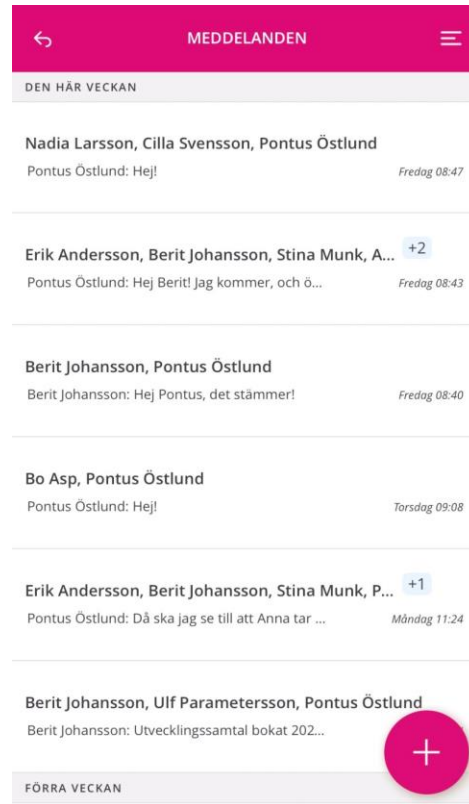 MEDDELANDEN
DEN HÄR VECKAN
Nadia Larsson, Cilla Svensson, Pontus Östlund
Pontus Östlund: Hej! Fredag 08:47
Erik Andersson, Berit Johansson, Stina Munk, A... +2
Pontus Östlund: Hej Berit! Jag kommer, och ö... Fredag 08:43
Berit Johansson, Pontus Östlund
Berit Johansson: Hej Pontus, det stämmer! Fredag 08:40
Bo Asp, Pontus Östlund
Pontus Östlund: Hej! Torsdag 09:08
Erik Andersson, Berit Johansson, Stina Munk, P... +1
Pontus Östlund: Då ska jag se till att Anna tar ... Måndag 11:24
Berit Johansson, Ulf Parametersson, Pontus Östlund
Berit Johansson: Utvecklingssamtal bokat 202...
FÖRRA VECKAN